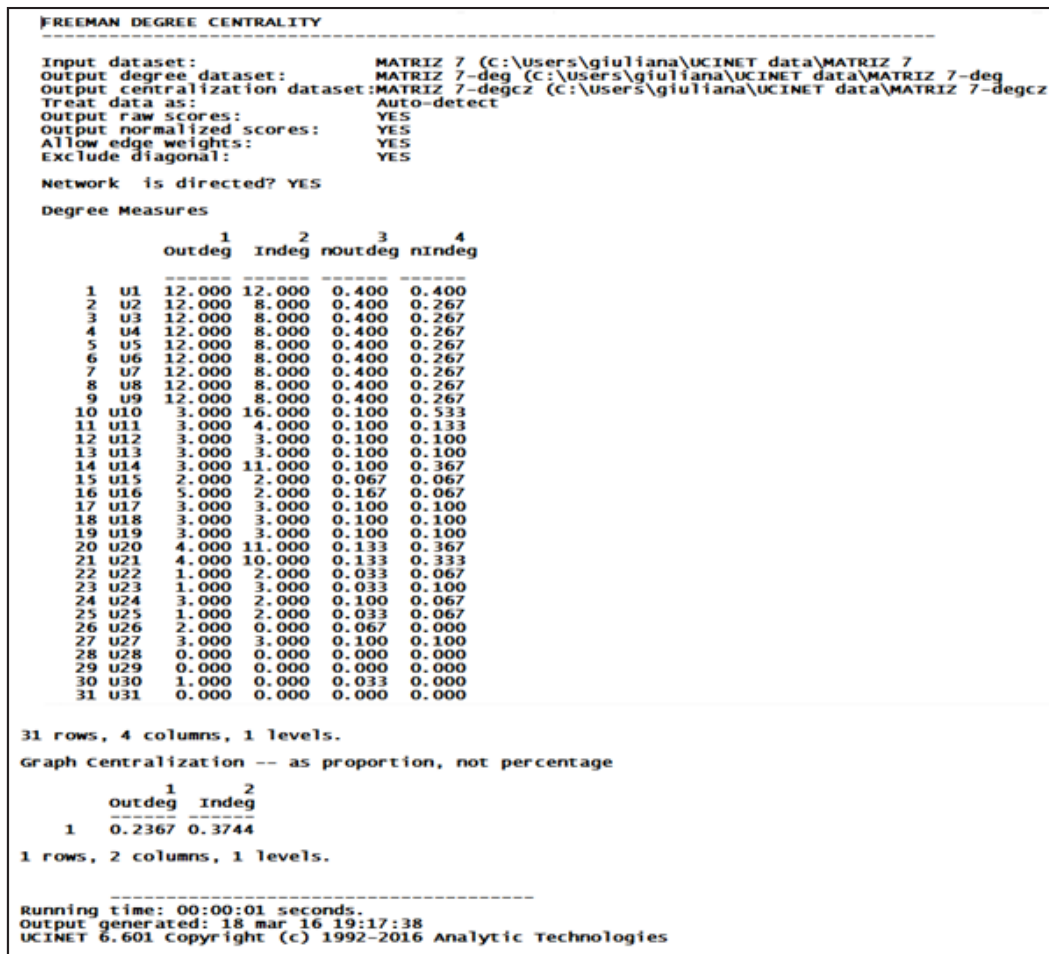 FREEMAN DEGREE CENTRALITY
--------------------------------------------------------------------------------
Input dataset: MATRIZ 7 (C:\Users\giuliana\UCINET data\MATRIZ 7
Output degree dataset: MATRIZ 7-deg (C:\Users\giuliana\UCINET data\MATRIZ 7-deg
Output centralization dataset:MATRIZ 7-degcz (C:\Users\giuliana\UCINET data\MATRIZ 7-degcz
Treat data as: Auto-detect
Output raw scores: YES
Output normalized scores: YES
Allow edge weights: YES
Exclude diagonal: YES
Network is directed? YES
Degree Measures
1 2 3 4
Outdeg Indeg nOutdeg nIndeg
------ ------ ------ ------
1 U1 12.000 12.000 0.400 0.400
2 U2 12.000 8.000 0.400 0.267
3 U3 12.000 8.000 0.400 0.267
4 U4 12.000 8.000 0.400 0.267
5 U5 12.000 8.000 0.400 0.267
6 U6 12.000 8.000 0.400 0.267
7 U7 12.000 8.000 0.400 0.267
8 U8 12.000 8.000 0.400 0.267
9 U9 12.000 8.000 0.400 0.267
10 U10 3.000 16.000 0.100 0.533
11 U11 3.000 4.000 0.100 0.133
12 U12 3.000 3.000 0.100 0.100
13 U13 3.000 3.000 0.100 0.100
14 U14 3.000 11.000 0.100 0.367
15 U15 2.000 2.000 0.067 0.067
16 U16 5.000 2.000 0.167 0.067
17 U17 3.000 3.000 0.100 0.100
18 U18 3.000 3.000 0.100 0.100
19 U19 3.000 3.000 0.100 0.100
20 U20 4.000 11.000 0.133 0.367
21 U21 4.000 10.000 0.133 0.333
22 U22 1.000 2.000 0.033 0.067
23 U23 1.000 3.000 0.033 0.100
24 U24 3.000 2.000 0.100 0.067
25 U25 1.000 2.000 0.033 0.067
26 U26 2.000 0.000 0.067 0.000
27 U27 3.000 3.000 0.100 0.100
28 U28 0.000 0.000 0.000 0.000
29 U29 0.000 0.000 0.000 0.000
30 U30 1.000 0.000 0.033 0.000
31 U31 0.000 0.000 0.000 0.000
31 rows, 4 columns, 1 levels.
Graph Centralization -- as proportion, not percentage
1 2
Outdeg Indeg
------ ------
1 0.2367 0.3744
1 rows, 2 columns, 1 levels.
----------------------------------------
Running time: 00:00:01 seconds.
Output generated: 18 mar 16 19:17:38
UCINET 6.601 Copyright (c) 1992-2016 Analytic Technologies